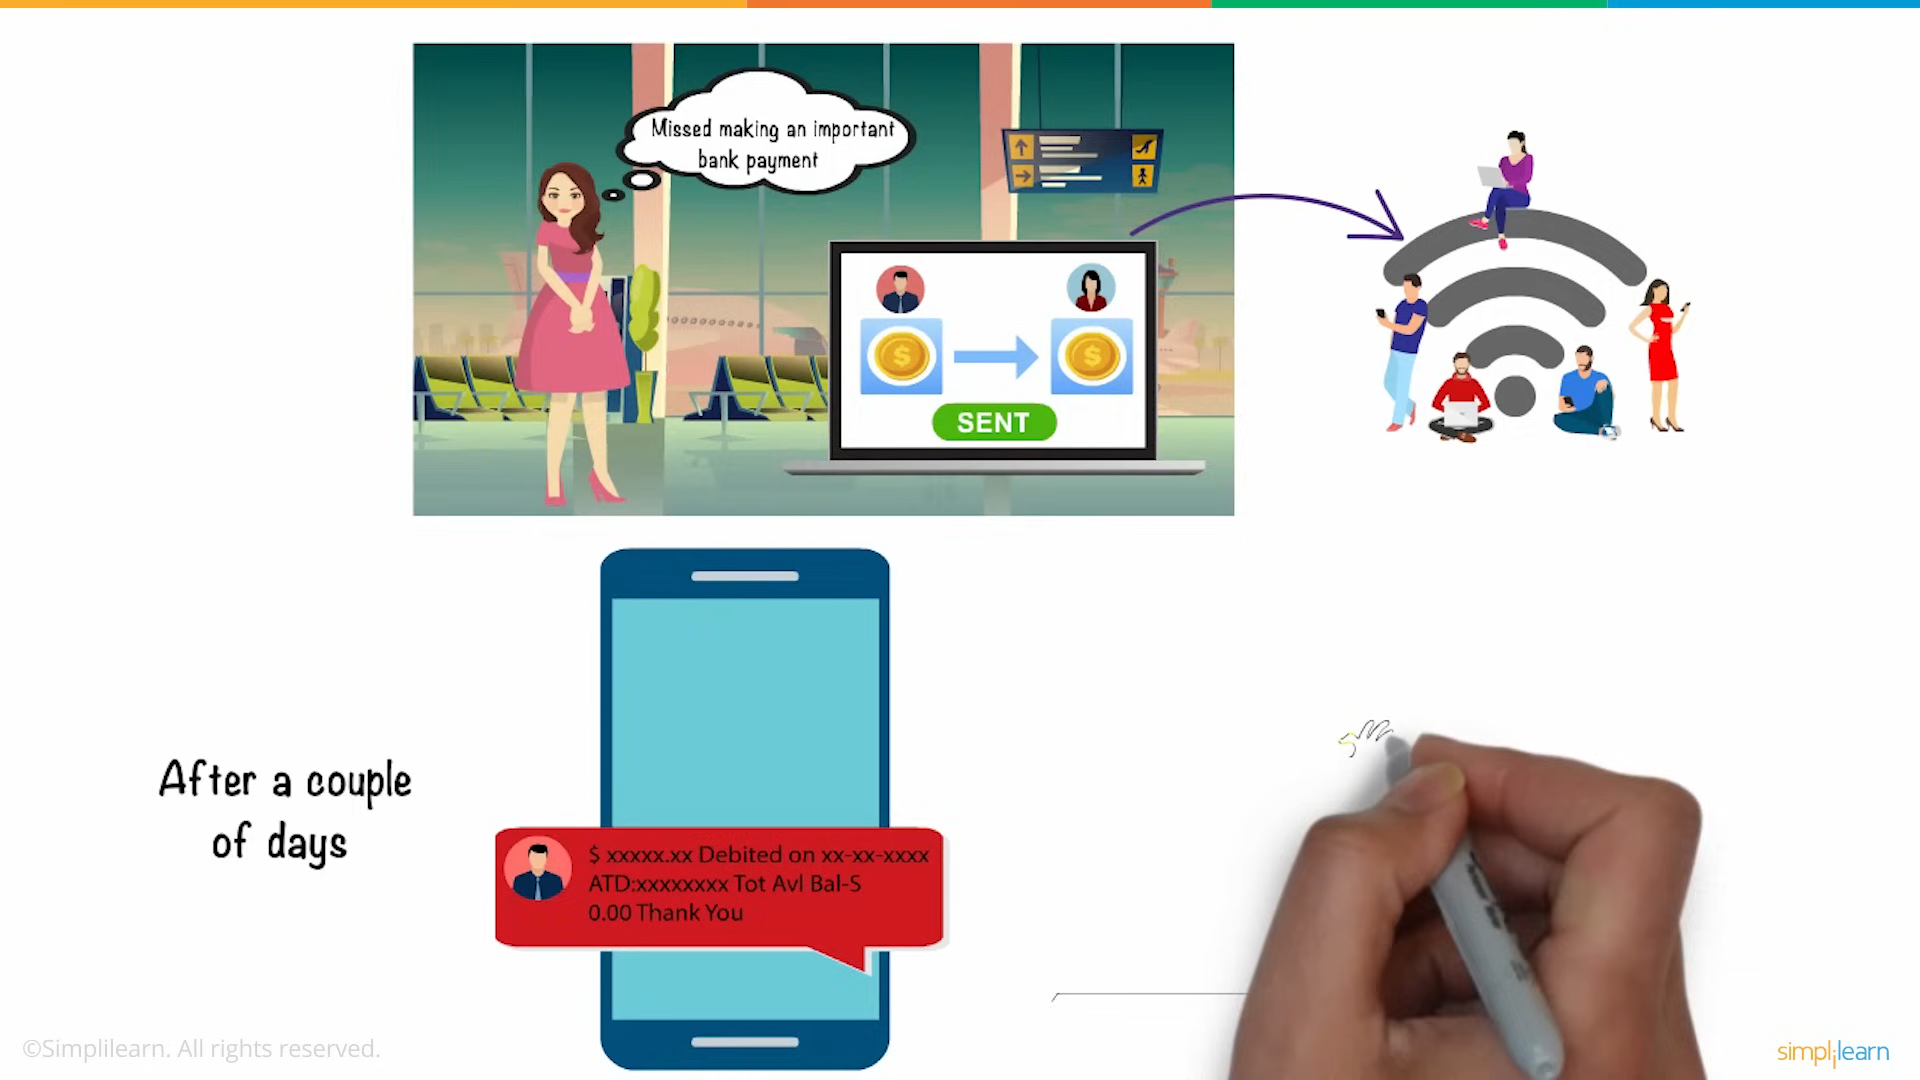 Missed making an important
bank payment
SENT
After a couple
of days
$ xxxxx.xx Debited on xx-xx-xxxx
ATD:xxxxxxxx Tot Avl Bal-S
0.00 Thank You
©Simplilearn. All rights reserved.
simplilearn